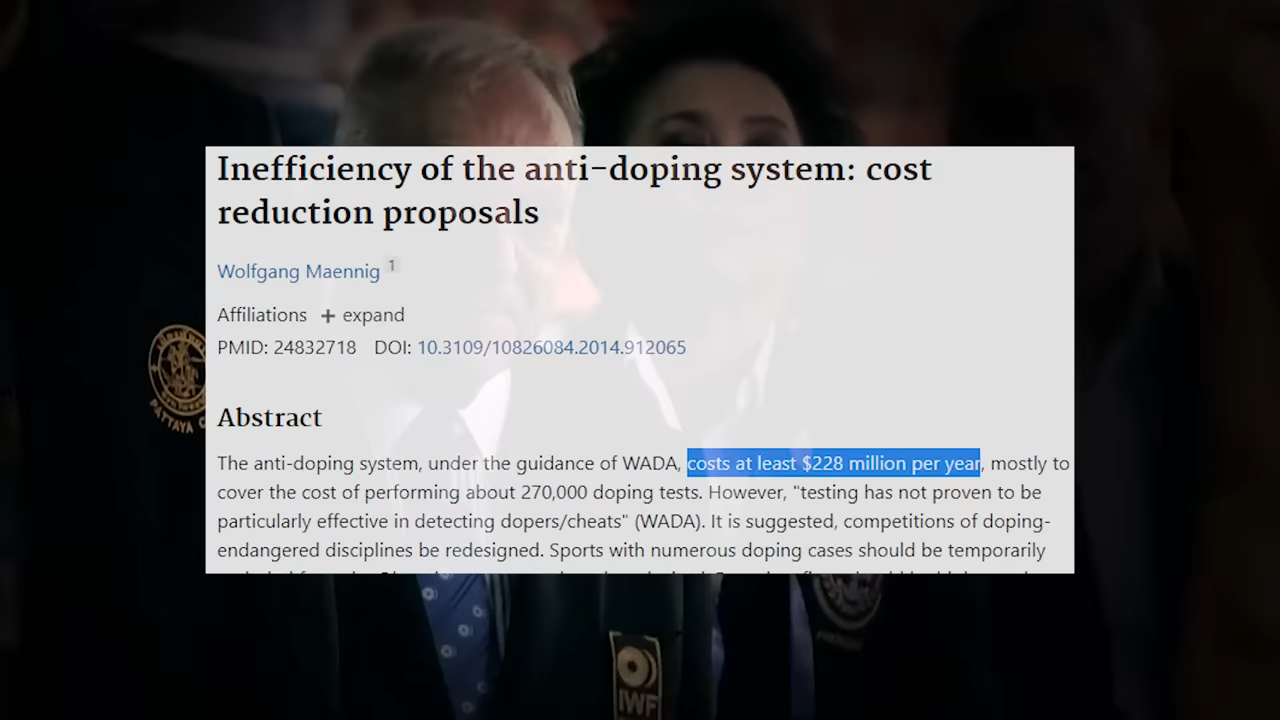 Inefficiency of the anti-doping system: cost
reduction proposals
Wolfgang Maennig 1
Affiliations + expand
PMID: 24832718 DOI: 10.3109/10826084.2014.912065
Abstract
The anti-doping system, under the guidance of WADA, costs at least $228 million per year, mostly to
cover the cost of performing about 270,000 doping tests. However, "testing has not proven to be
particularly effective in detecting dopers/cheats" (WADA). It is suggested, competitions of doping-
endangered disciplines be redesigned. Sports with numerous doping cases should be temporarily
PATTAYA
IWF